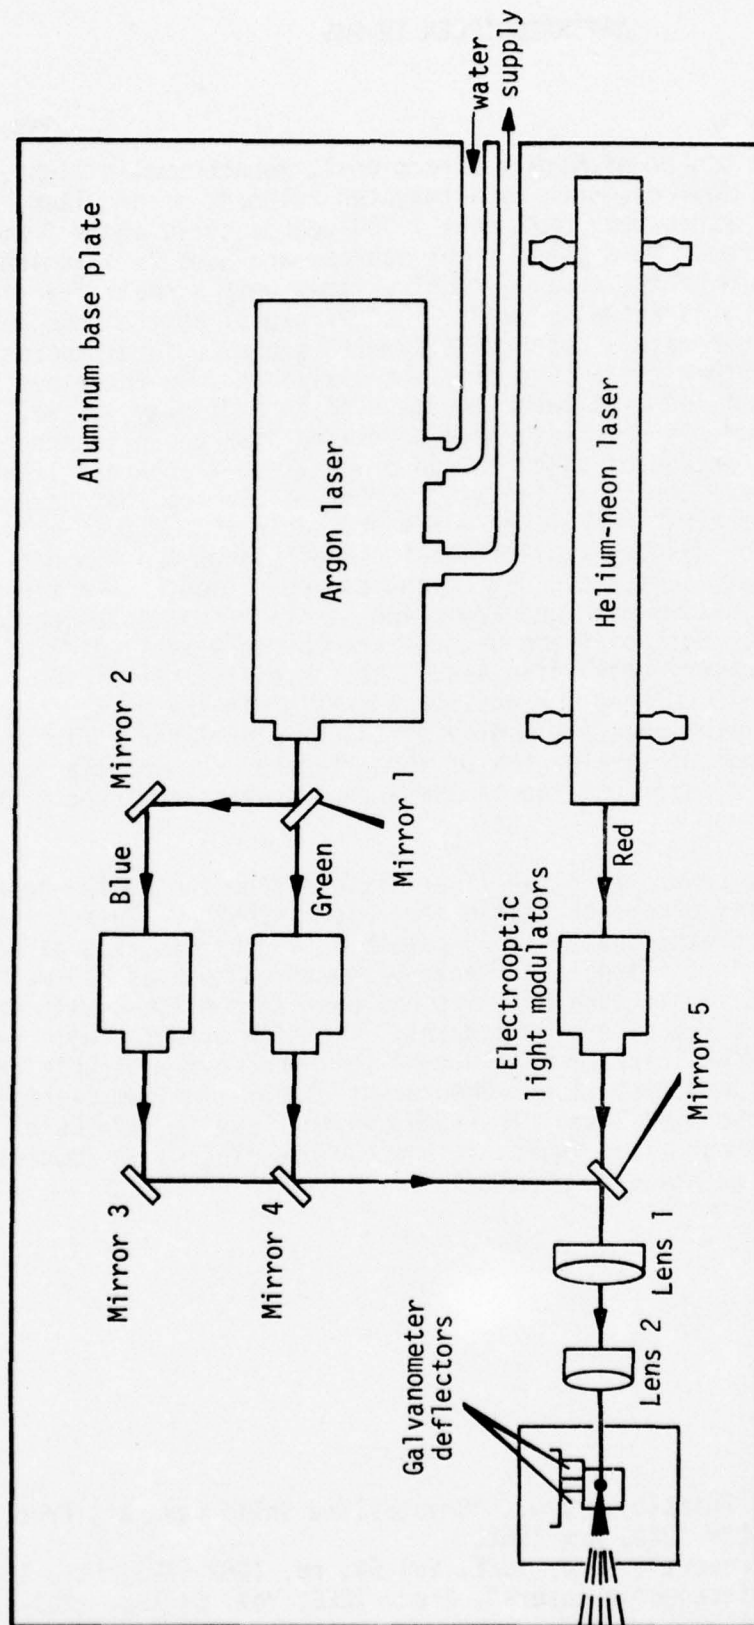 Aluminum base plate
water
supply
Mirror 2
Argon laser
Blue
Green
Mirror 1
Helium-neon laser
Red
Electrooptic
light modulators
Mirror 3
Mirror 4
Mirror 5
Galvanometer
deflectors
Lens 1
Lens 2